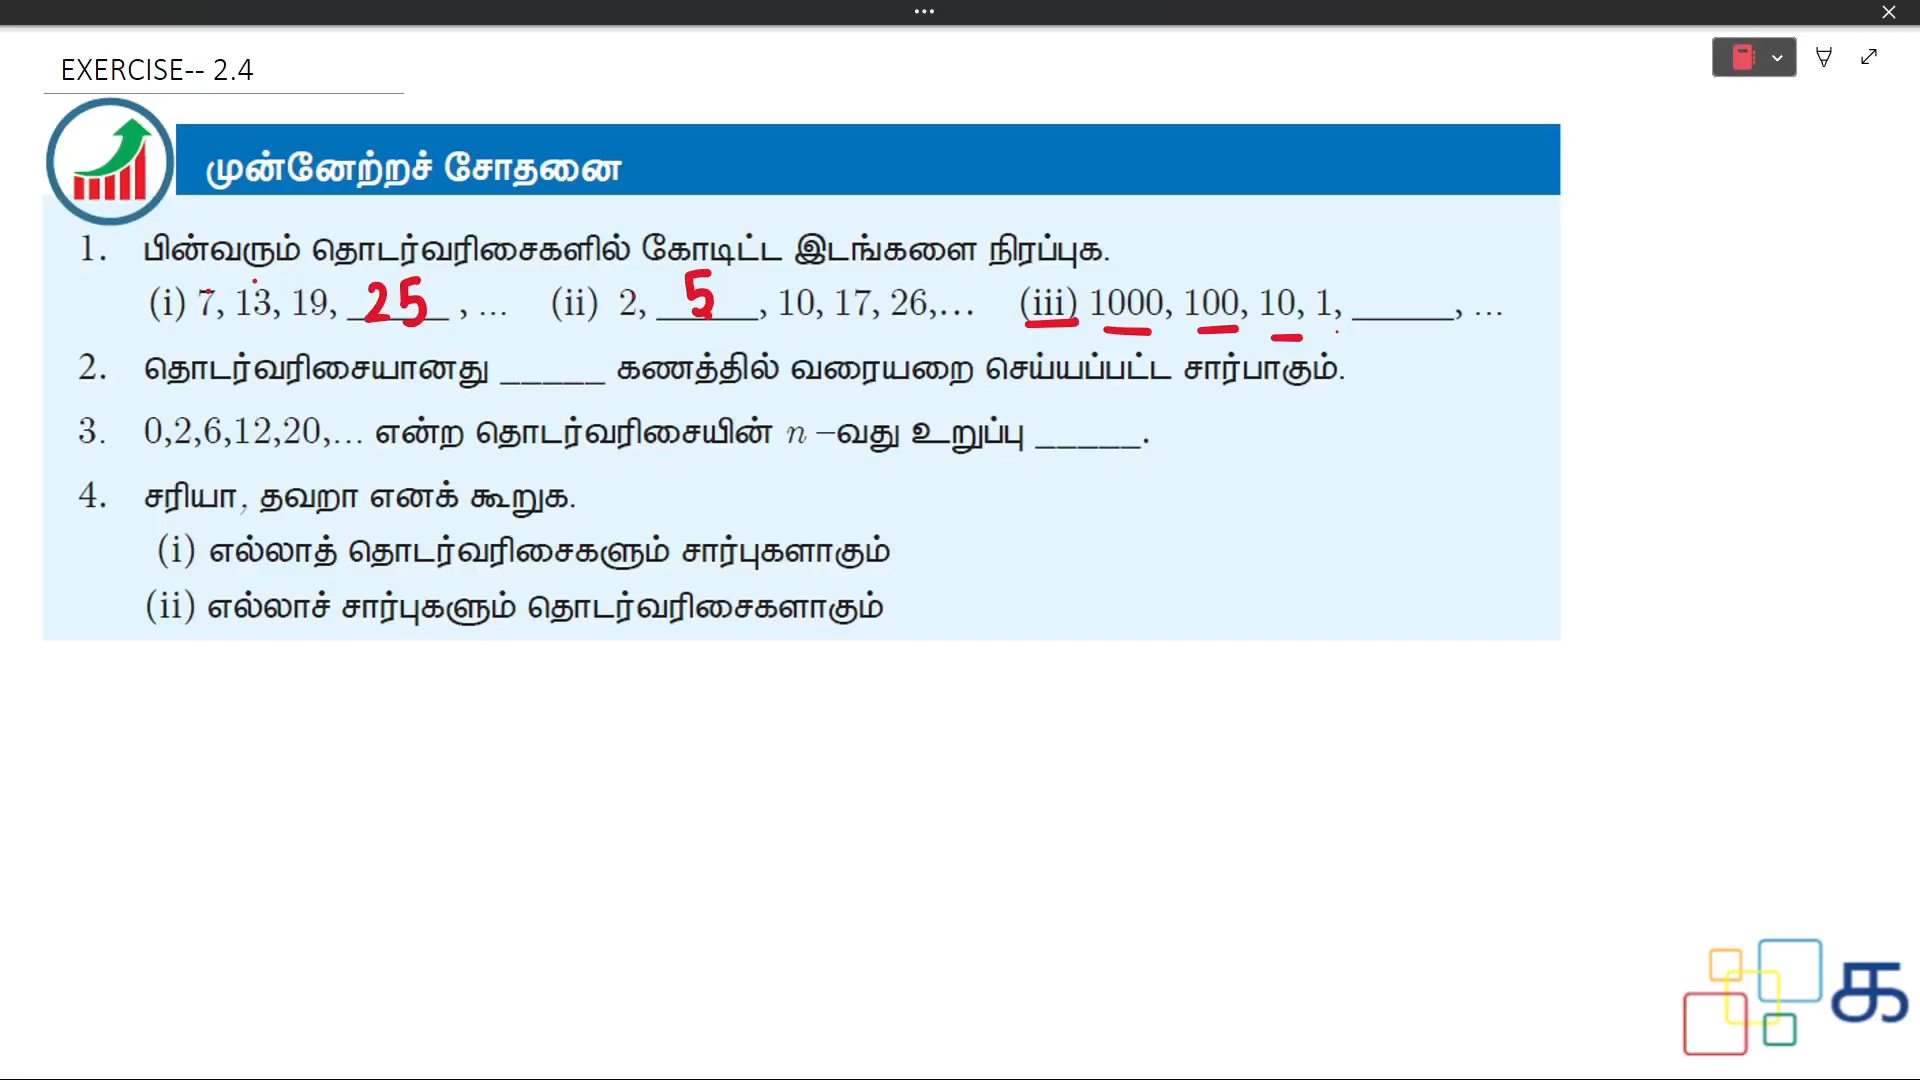 EXERCISE-- 2.4
முன்னேற்றச் சோதனை
1. பின்வரும் தொடர்வரிசைகளில் கோடிட்ட இடங்களை நிரப்புக.
(i) 7, 13, 19, 25 , ... (ii) 2, 5, 10, 17, 26,... (iii) 1000, 100, 10, 1, ______, ...
2. தொடர்வரிசையானது _____ கணத்தில் வரையறை செய்யப்பட்ட சார்பாகும்.
3. 0,2,6,12,20,... என்ற தொடர்வரிசையின் n –வது உறுப்பு _____.
4. சரியா, தவறா எனக் கூறுக.
(i) எல்லாத் தொடர்வரிசைகளும் சார்புகளாகும்
(ii) எல்லாச் சார்புகளும் தொடர்வரிசைகளாகும்
க